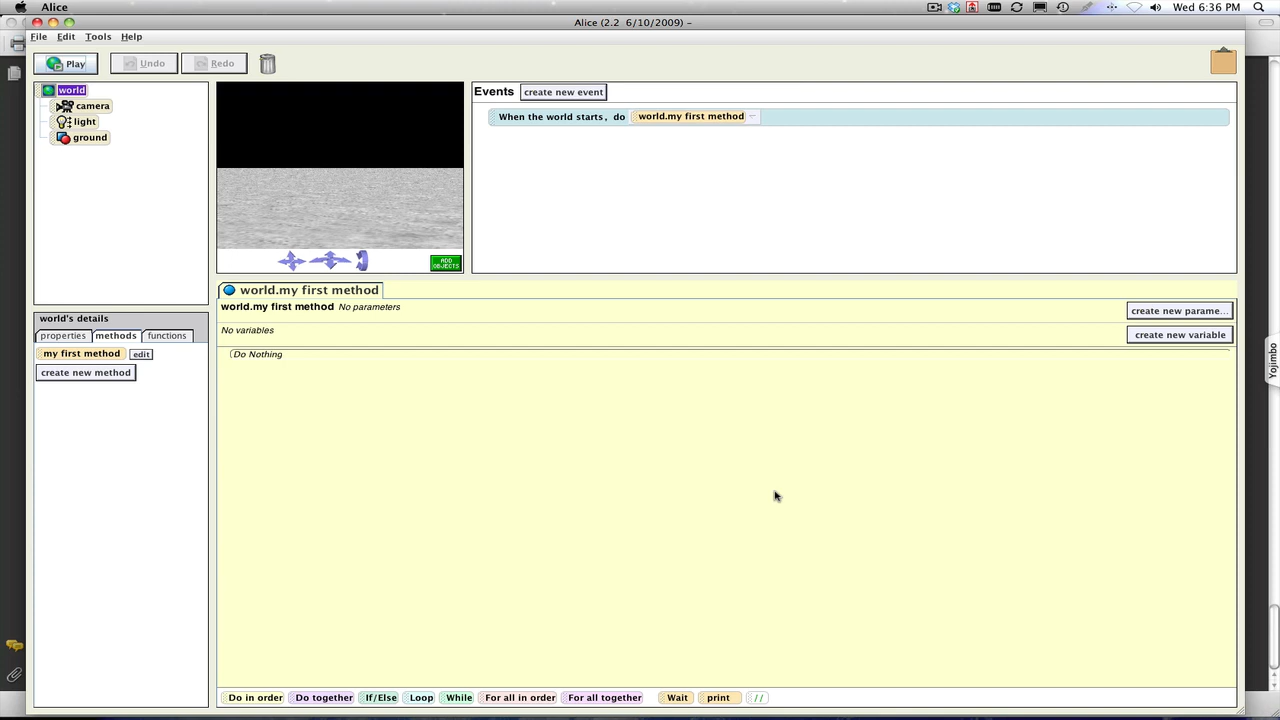 Alice
Wed 6:36 PM
Alice (2.2 6/10/2009) –
File Edit Tools Help
Play Undo Redo
world
camera
light
ground
ADD OBJECTS
Events create new event
When the world starts, do world.my first method
world's details
properties methods functions
my first method edit
create new method
world.my first method
world.my first method No parameters
create new parame...
No variables
create new variable
Do Nothing
Do in order Do together If/Else Loop While For all in order For all together Wait print //
Yojimbo